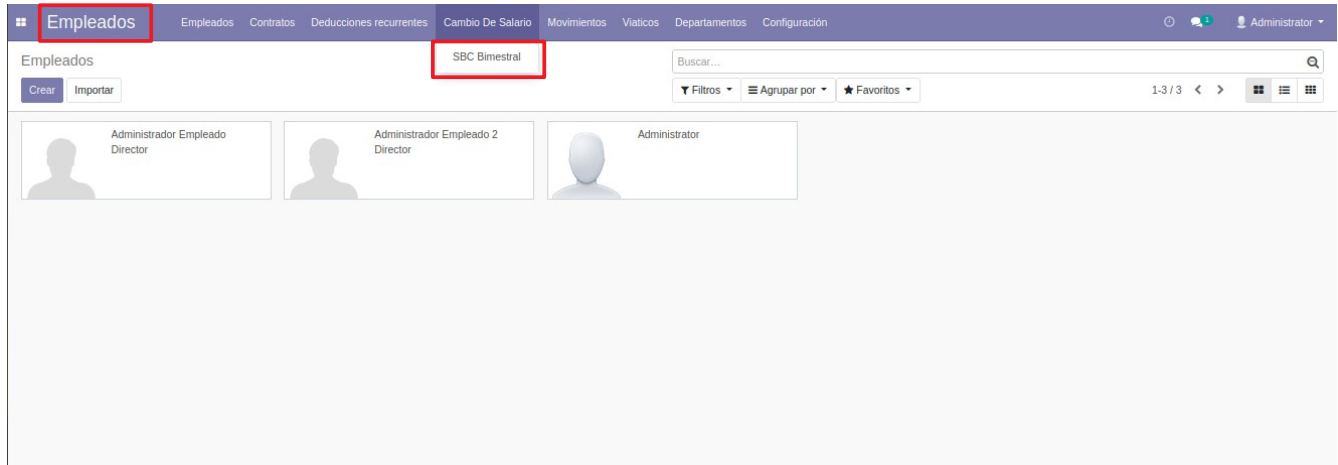 Empleados Empleados Contratos Deducciones recurrentes Cambio De Salario Movimientos Viaticos Departamentos Configuración 1 Administrator
Empleados SBC Bimestral Buscar...
Crear Importar Filtros Agrupar por Favoritos 1-3 / 3
Administrador Empleado
Director
Administrador Empleado 2
Director
Administrator